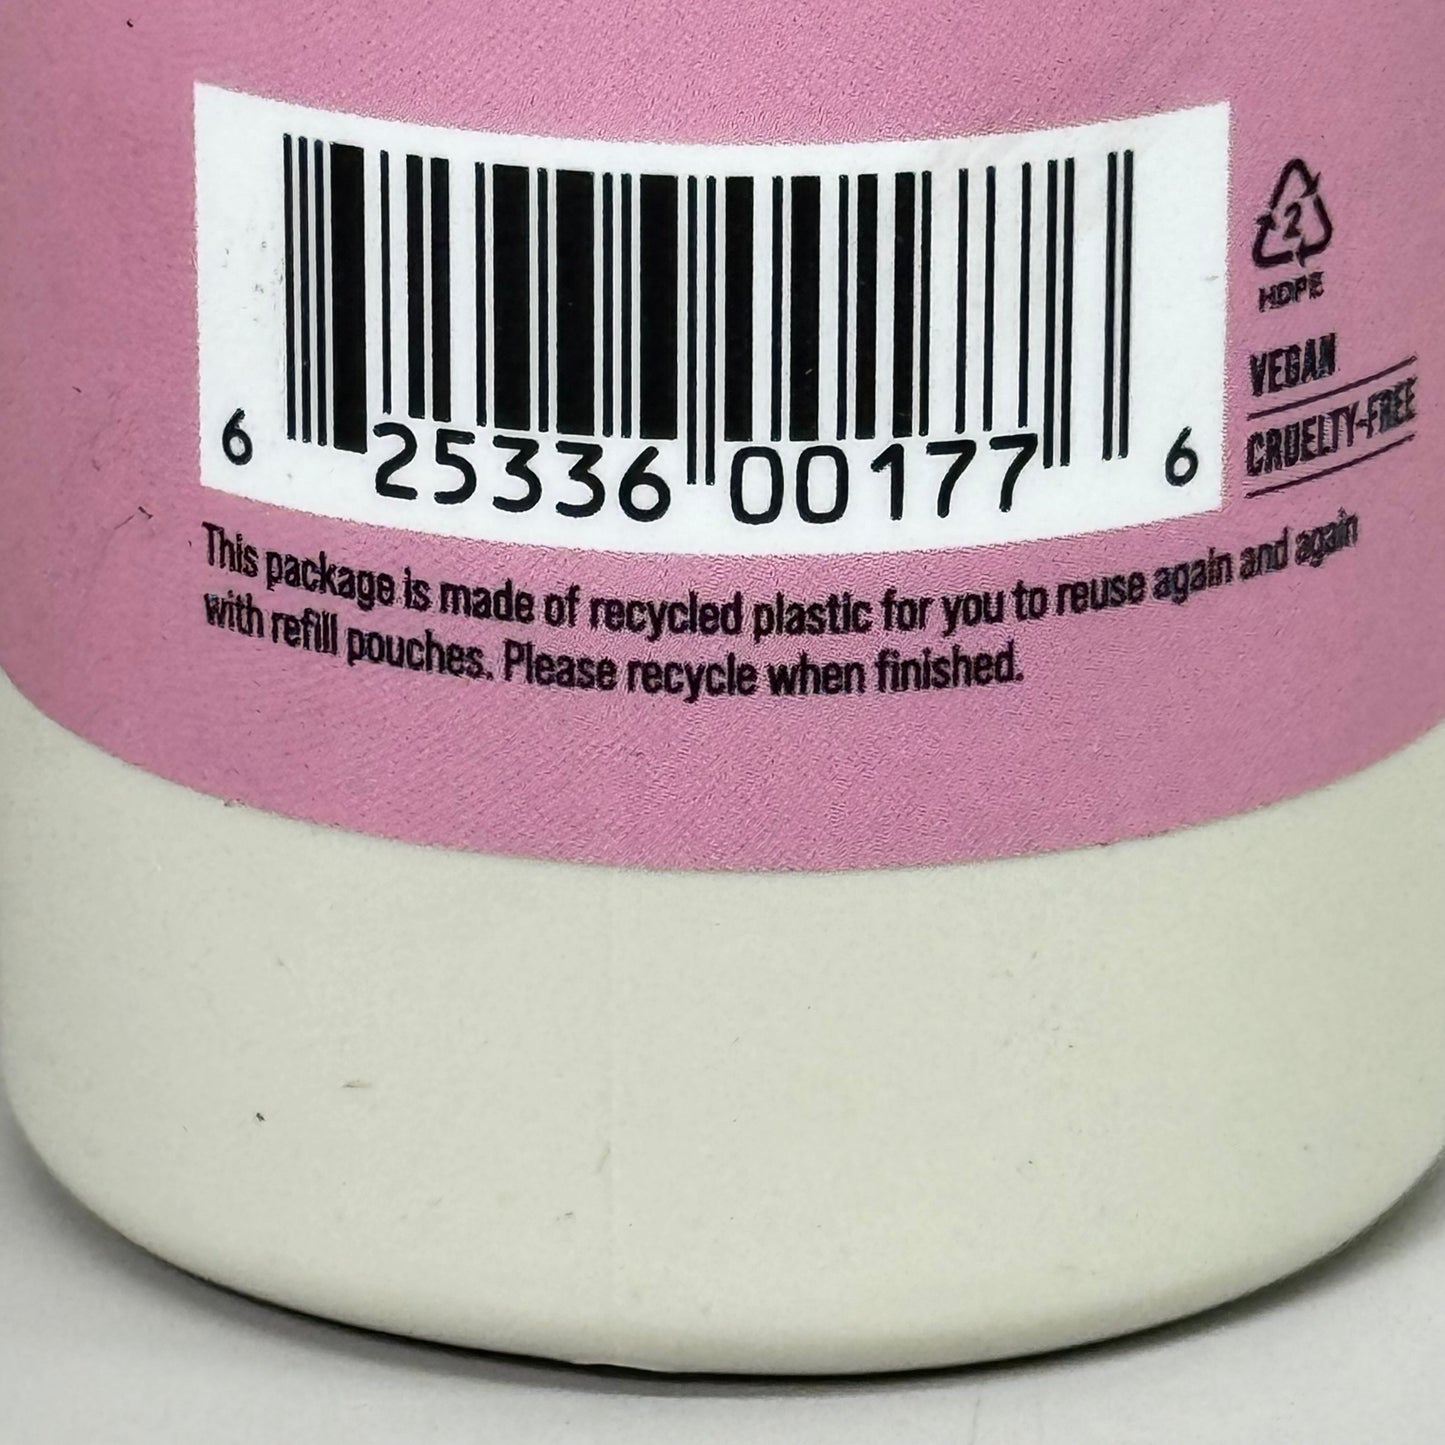 6 25336 00177 6
2
HDPE
VEGAN
CRUELTY-FREE
This package is made of recycled plastic for you to reuse again and again
with refill pouches. Please recycle when finished.